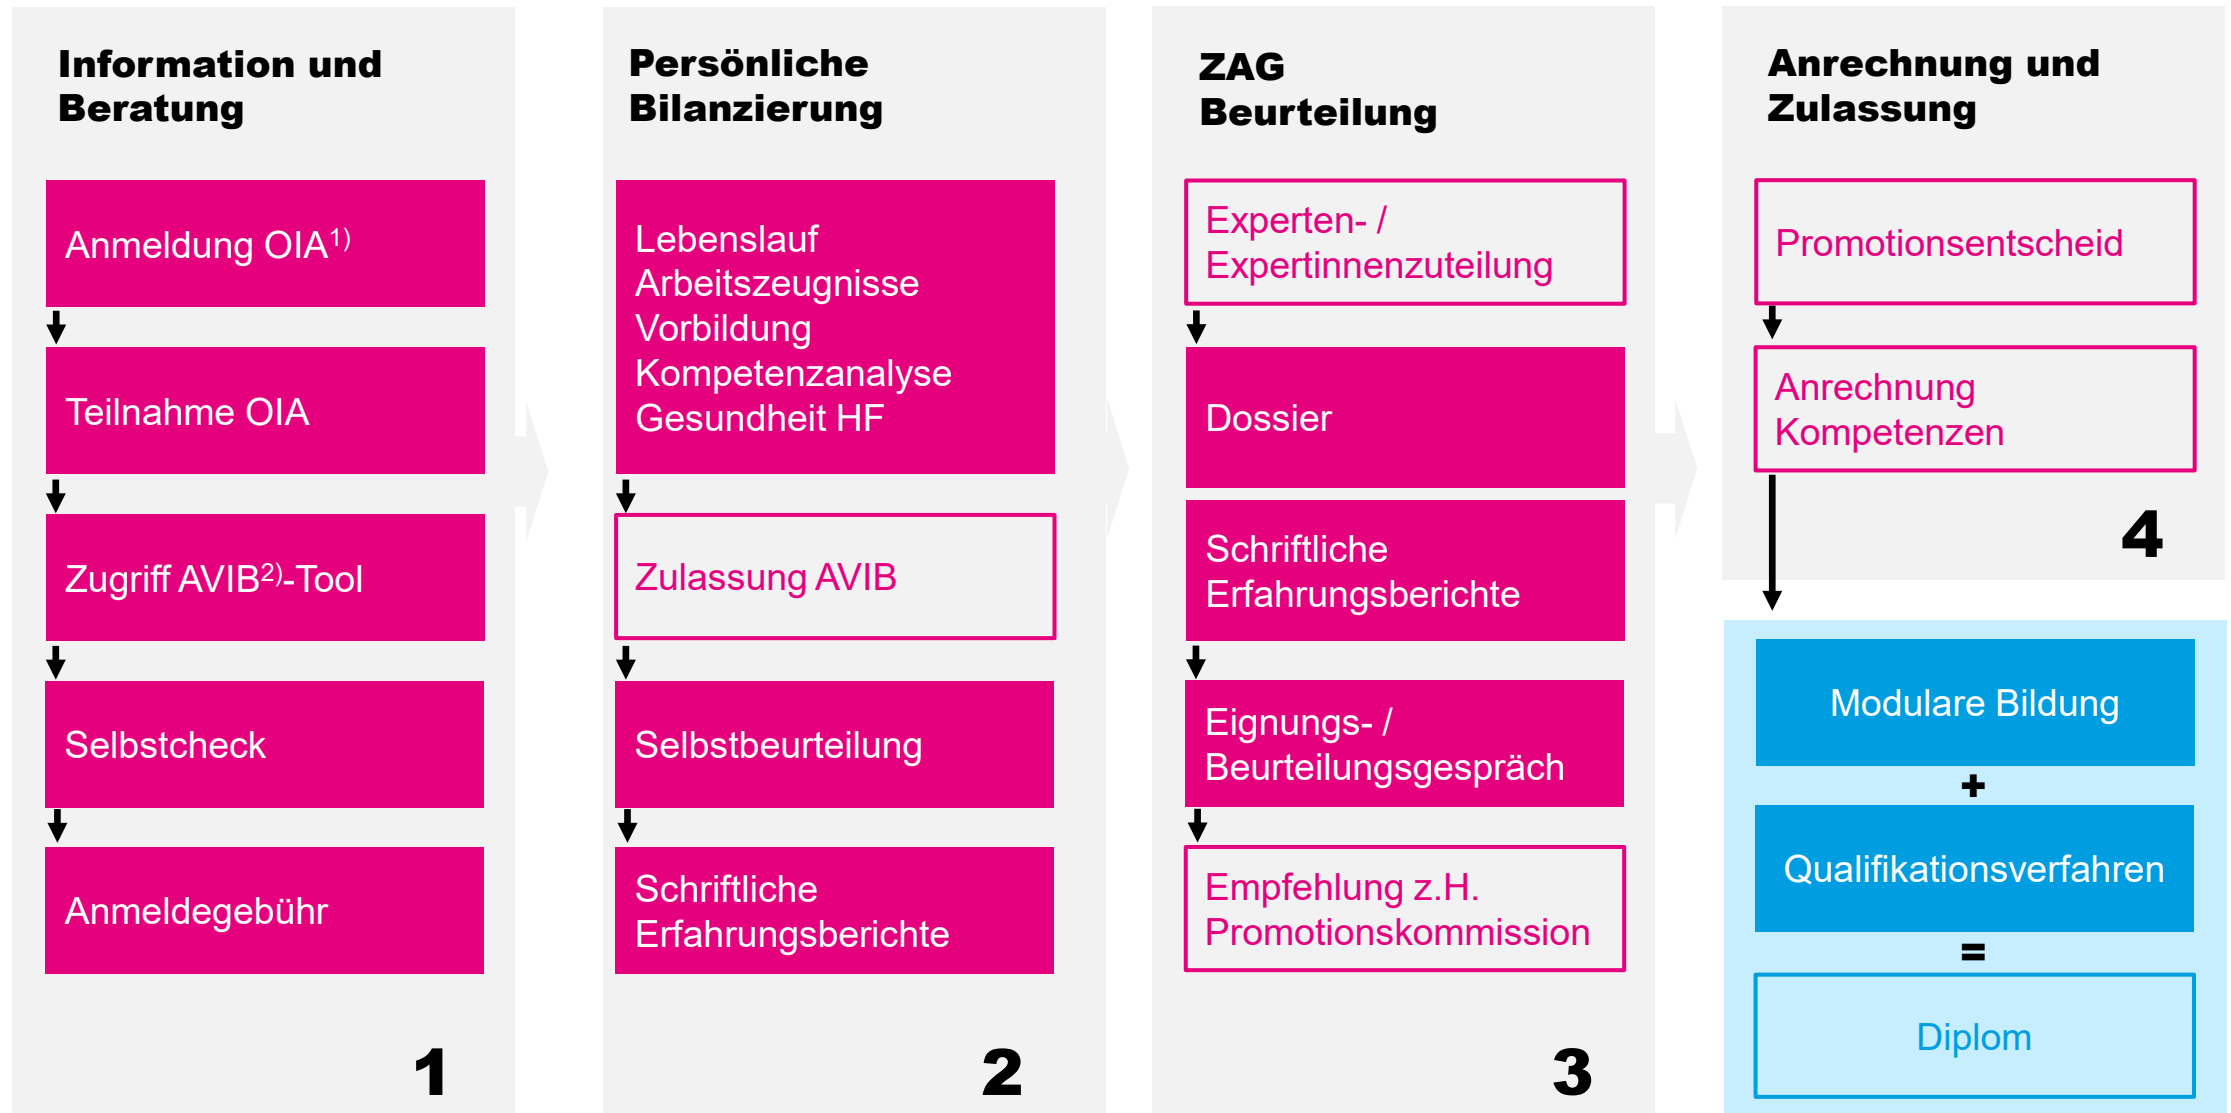 Information und
Beratung
Anmeldung OIA1)
Teilnahme OIA
Zugriff AVIB2)-Tool
Selbstcheck
Anmeldegebühr
1
Persönliche
Bilanzierung
Lebenslauf
Arbeitszeugnisse
Vorbildung
Kompetenzanalyse
Gesundheit HF
Zulassung AVIB
Selbstbeurteilung
Schriftliche
Erfahrungsberichte
2
ZAG
Beurteilung
Experten- /
Expertinnenzuteilung
Dossier
Schriftliche
Erfahrungsberichte
Eignungs- /
Beurteilungsgespräch
Empfehlung z.H.
Promotionskommission
3
Anrechnung und
Zulassung
Promotionsentscheid
Anrechnung
Kompetenzen
4
Modulare Bildung
+
Qualifikationsverfahren
=
Diplom